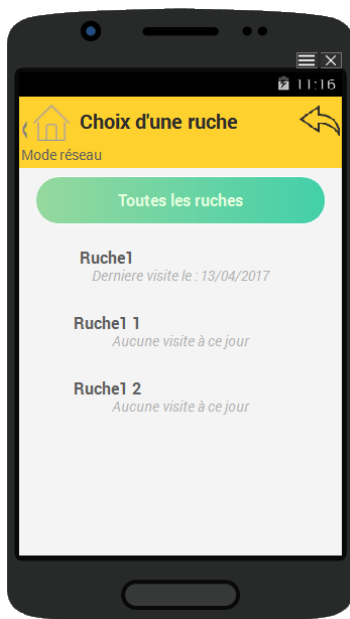 11:16
Choix d'une ruche
Mode réseau
Toutes les ruches
Ruche1
Derniere visite le : 13/04/2017
Ruche1 1
Aucune visite à ce jour
Ruche1 2
Aucune visite à ce jour